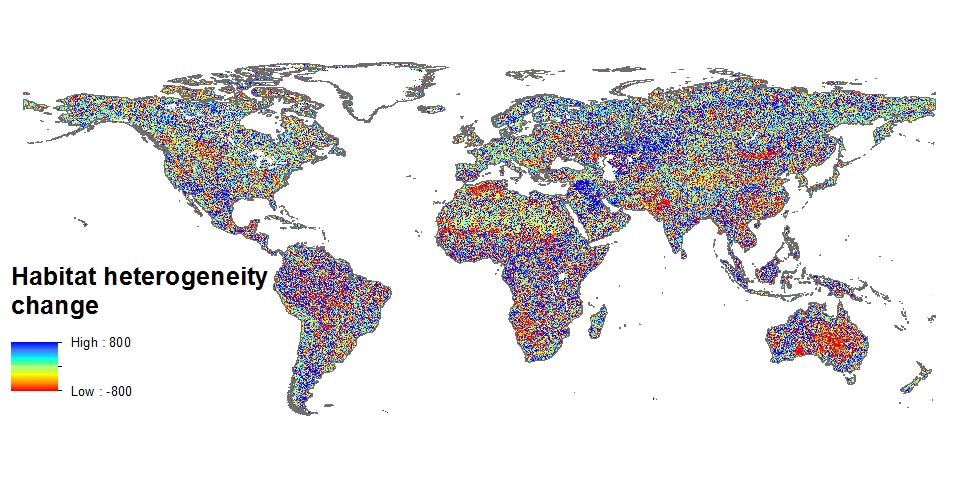 Habitat heterogeneity
change
High : 800
Low : -800